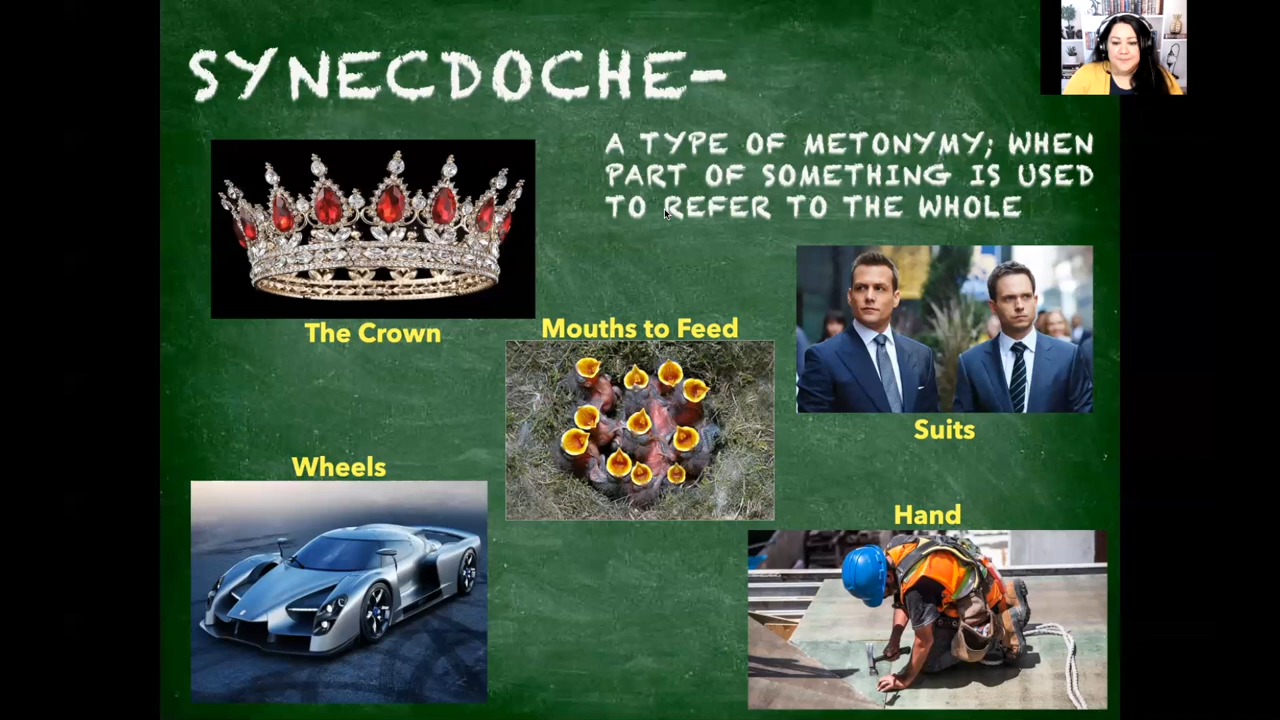 SYNECDOCHE-
A TYPE OF METONYMY; WHEN
PART OF SOMETHING IS USED
TO REFER TO THE WHOLE
The Crown
Mouths to Feed
Suits
Wheels
Hand